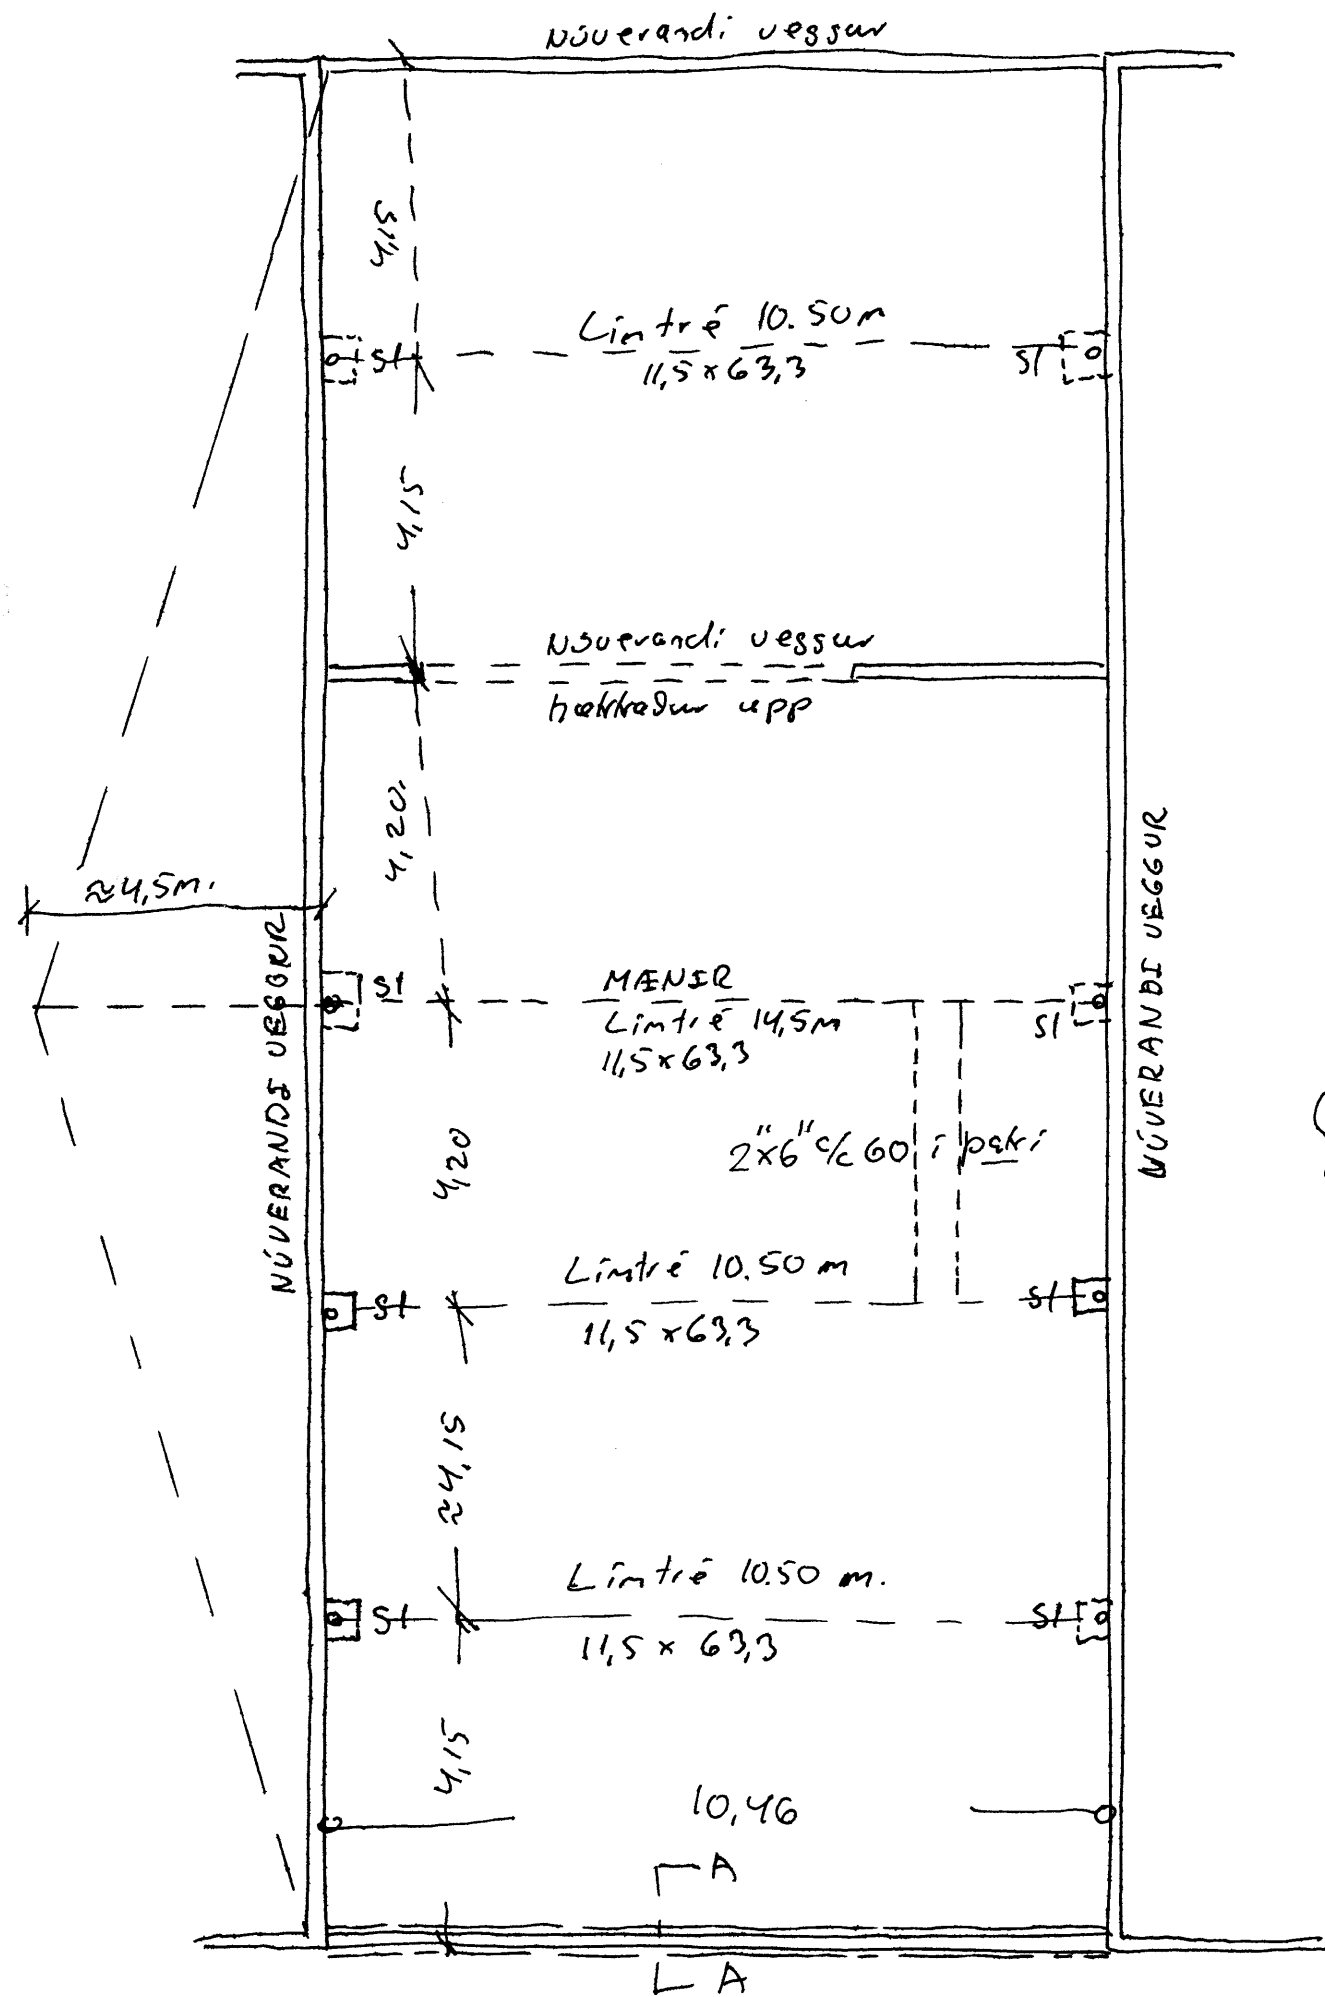 Núverandi veggur
4,15
Límtré 10.50m
St
St
11,5 x 63,3
4,15
Núverandi veggur
hækkaður upp
4,20.
≈4,5m.
NÚVERANDI VEGGUR
NÚVERANDI VEGGUR
St
MÆNIR
Límtré 14,5m
St
11,5 x 63,3
4,20
2"x6" c/c 60 í þaki
Límtré 10.50 m
St
St
11,5 x 63,3
≈4,15
Límtré 10.50 m.
St
St
11,5 x 63,3
4,15
10,46
A
A